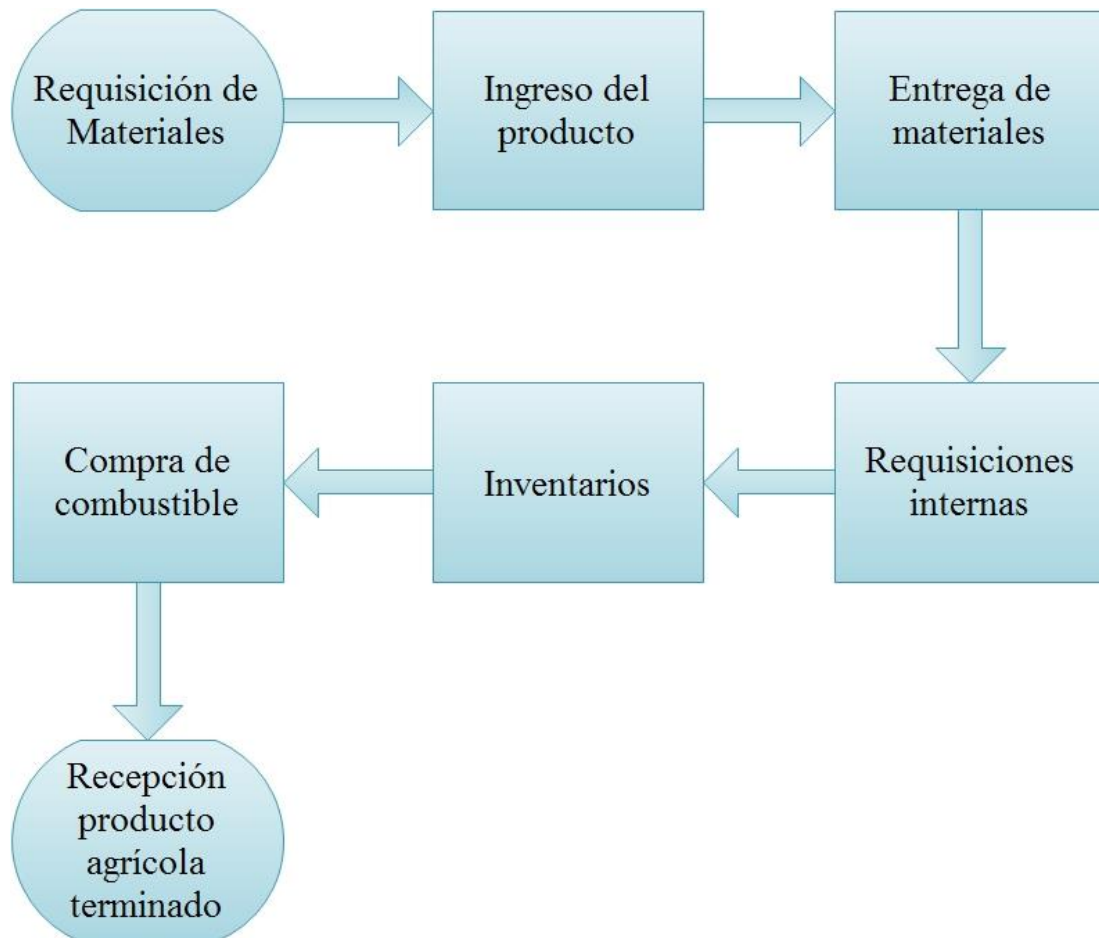 Requisición de
Materiales
Ingreso del
producto
Entrega de
materiales
Requisiciones
internas
Inventarios
Compra de
combustible
Recepción
producto
agrícola
terminado